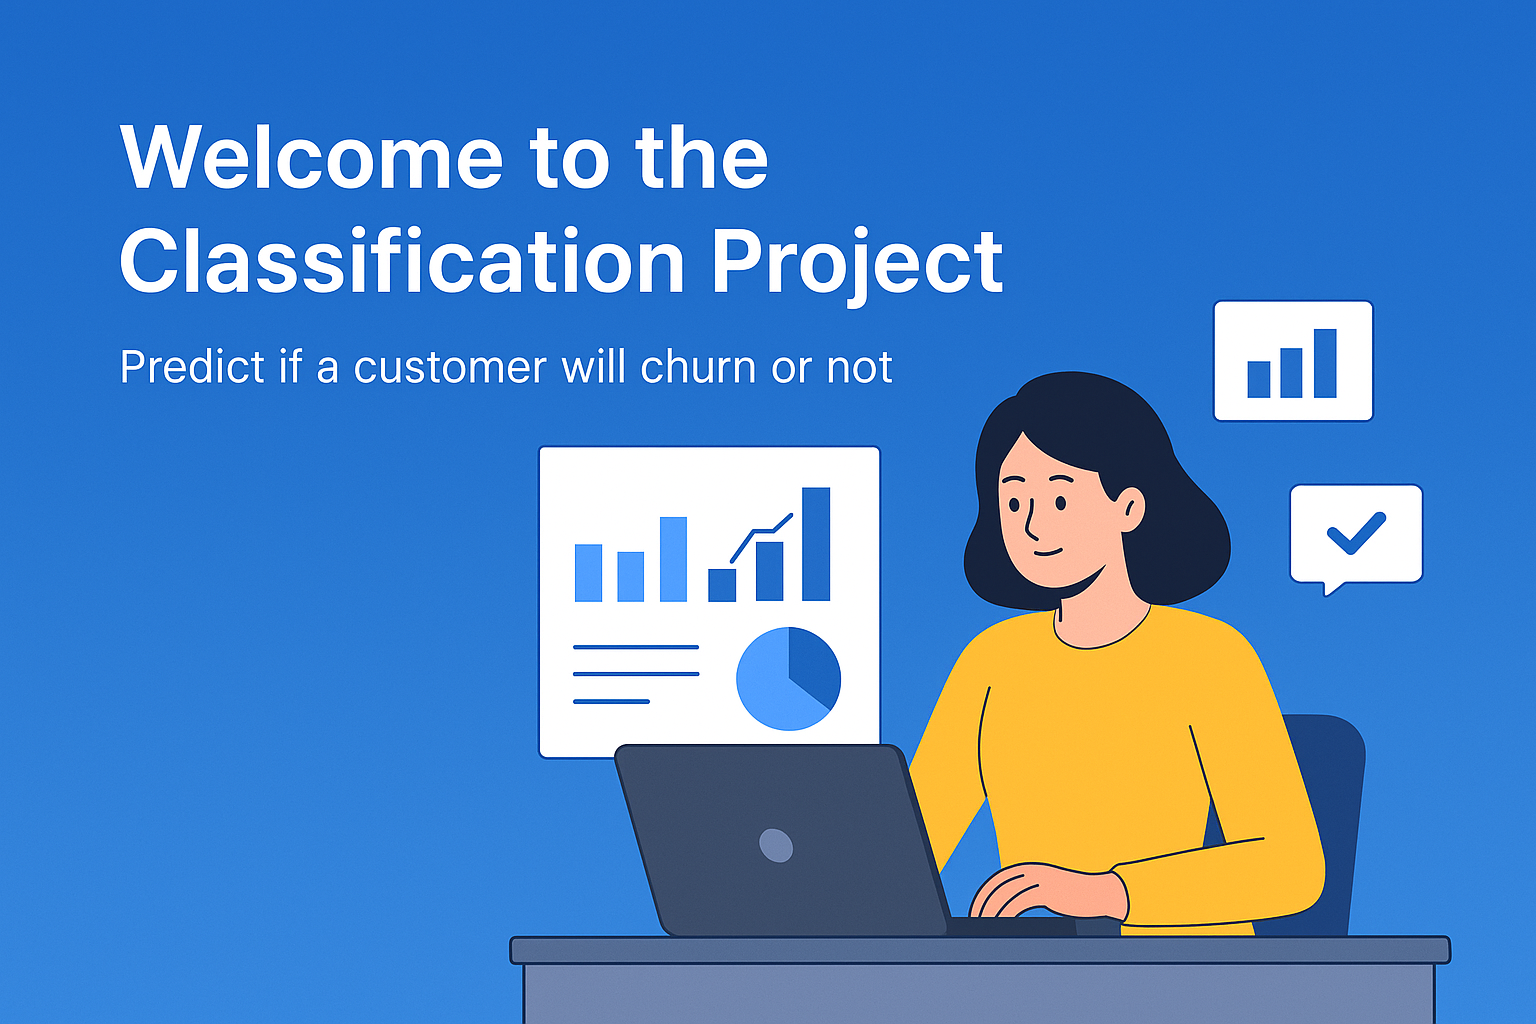 Welcome to the
Classification Project
Predict if a customer will churn or not